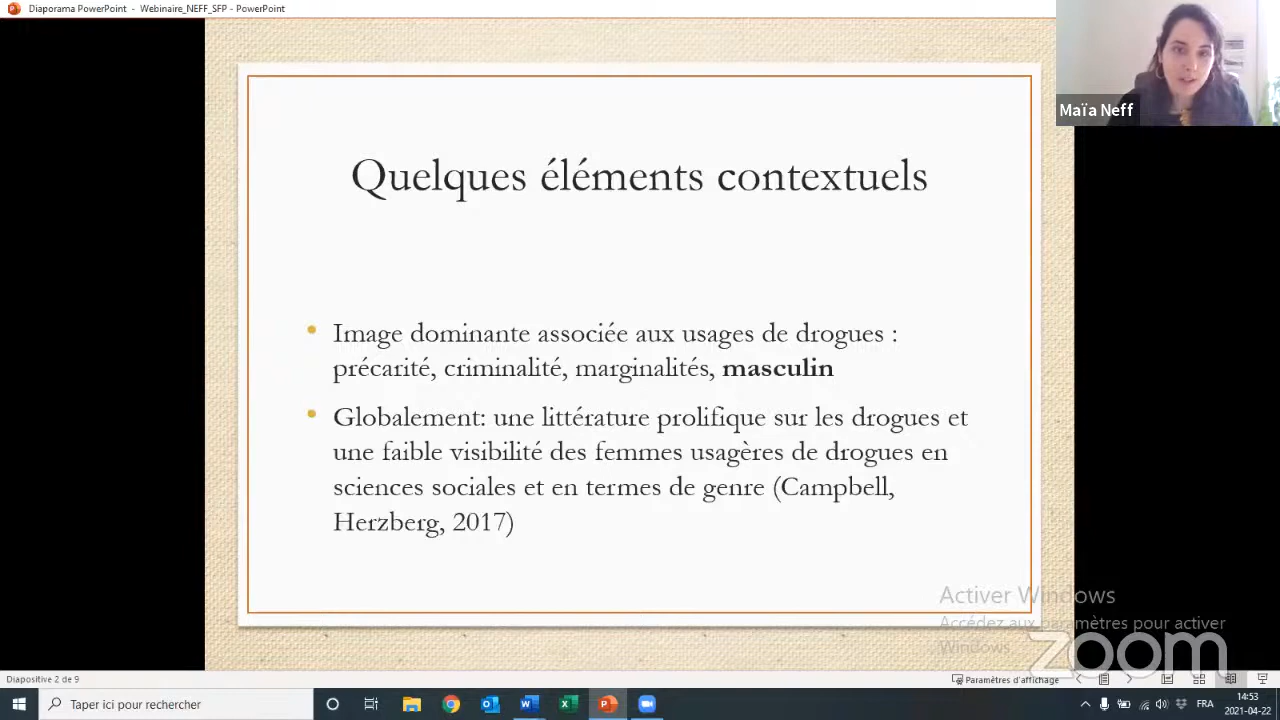 Diaporama PowerPoint - Webinaire_NEFF_SFP - PowerPoint
Maïa Neff
Quelques éléments contextuels
• Image dominante associée aux usages de drogues :
précarité, criminalité, marginalités, masculin
• Globalement: une littérature prolifique sur les drogues et
une faible visibilité des femmes usagères de drogues en
sciences sociales et en termes de genre (Campbell,
Herzberg, 2017)
Activer Windows
Accédez aux paramètres pour activer
Windows
zoom
Diapositive 2 de 9
Paramètres d'affichage
Taper ici pour rechercher
FRA
14:53
2021-04-22